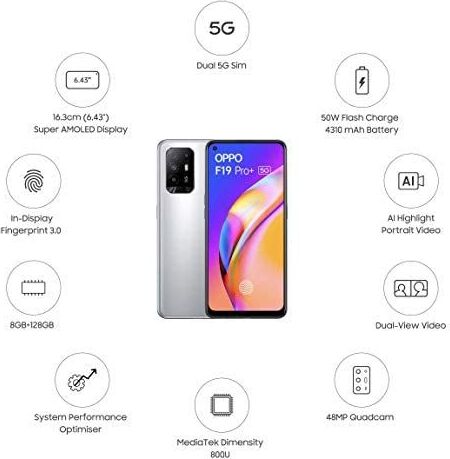 5G
Dual 5G Sim
6.43"
16.3cm (6.43")
Super AMOLED Display
50W Flash Charge
4310 mAh Battery
OPPO
F19 Pro+ 5G
In-Display
Fingerprint 3.0
AI
AI Highlight
Portrait Video
8GB+128GB
Dual-View Video
System Performance
Optimiser
48MP Quadcam
MediaTek Dimensity
800U